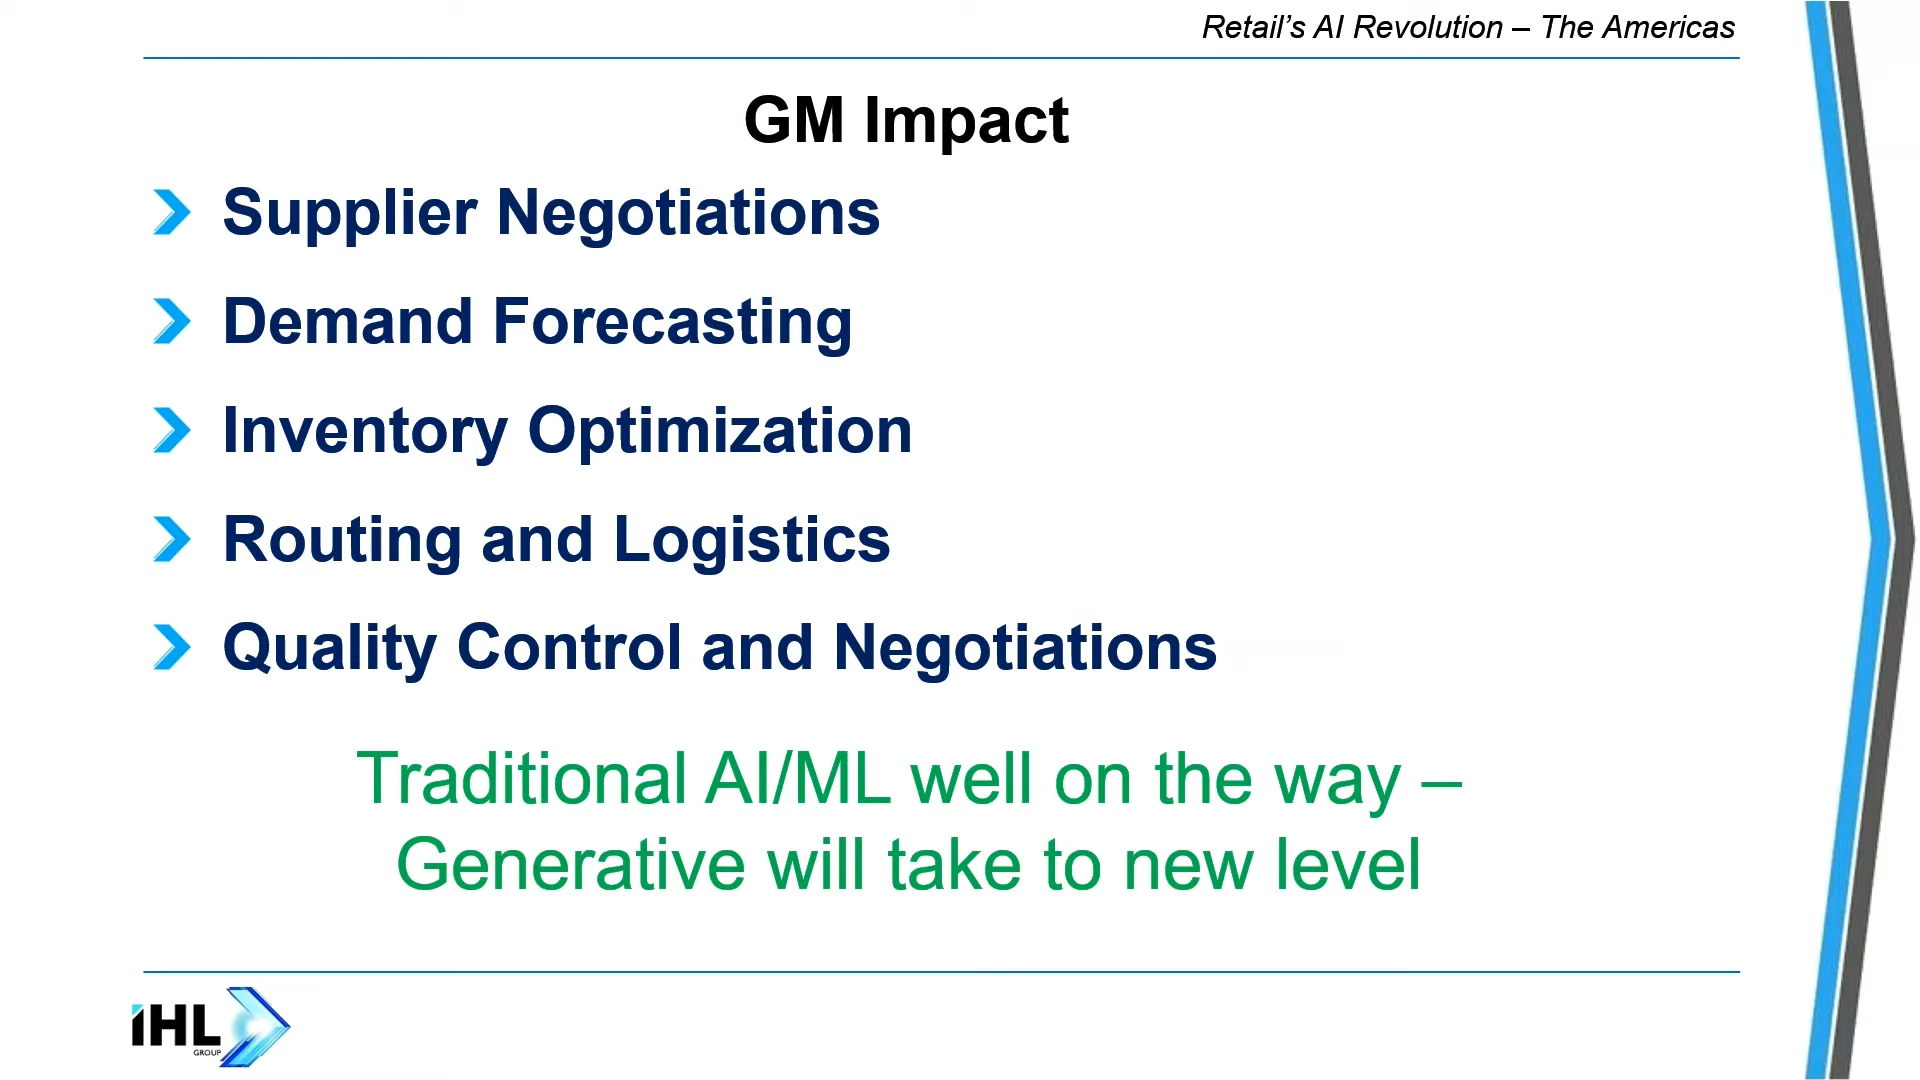 Retail’s AI Revolution – The Americas
GM Impact
Supplier Negotiations
Demand Forecasting
Inventory Optimization
Routing and Logistics
Quality Control and Negotiations
Traditional AI/ML well on the way –
Generative will take to new level
iHL
GROUP